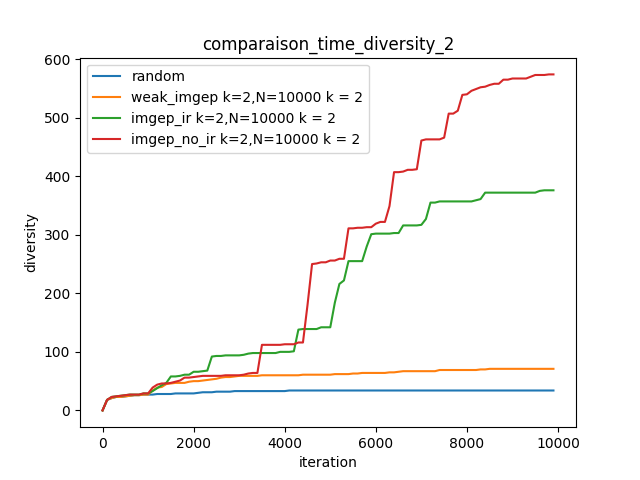 comparaison_time_diversity_2
random
weak_imgep k=2,N=10000 k = 2
imgep_ir k=2,N=10000 k = 2
imgep_no_ir k=2,N=10000 k = 2
600
500
400
300
200
100
0
diversity
0 2000 4000 6000 8000 10000
iteration